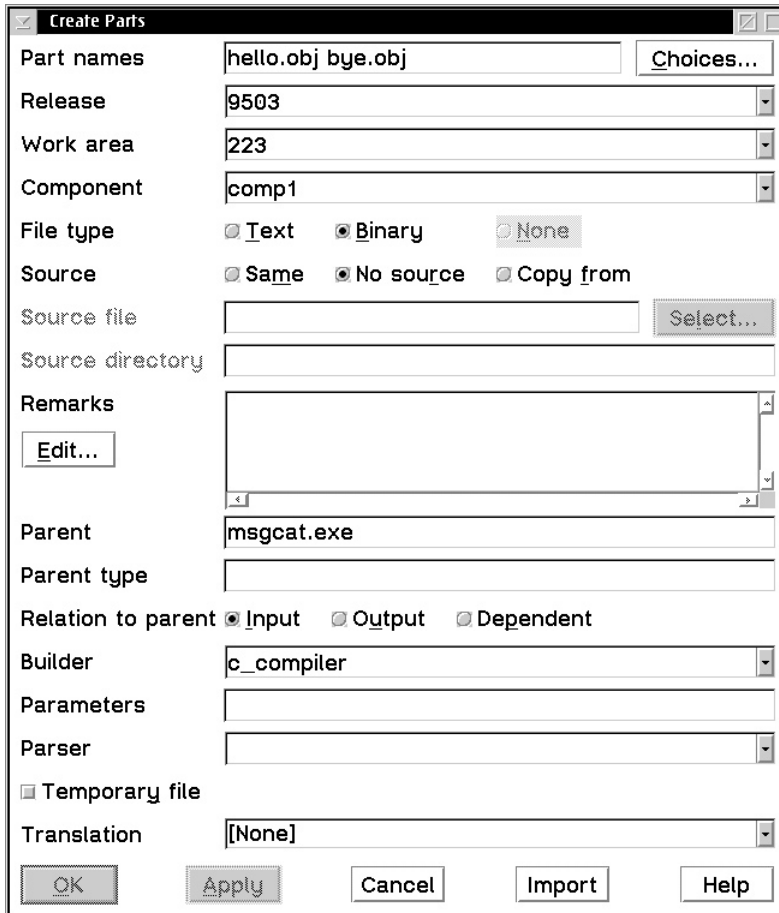 Create Parts
Part names hello.obj bye.obj Choices...
Release 9503
Work area 223
Component comp1
File type Text Binary None
Source Same No source Copy from
Source file Select...
Source directory
Remarks
Edit...
Parent msgcat.exe
Parent type
Relation to parent Input Output Dependent
Builder c_compiler
Parameters
Parser
Temporary file
Translation [None]
OK Apply Cancel Import Help